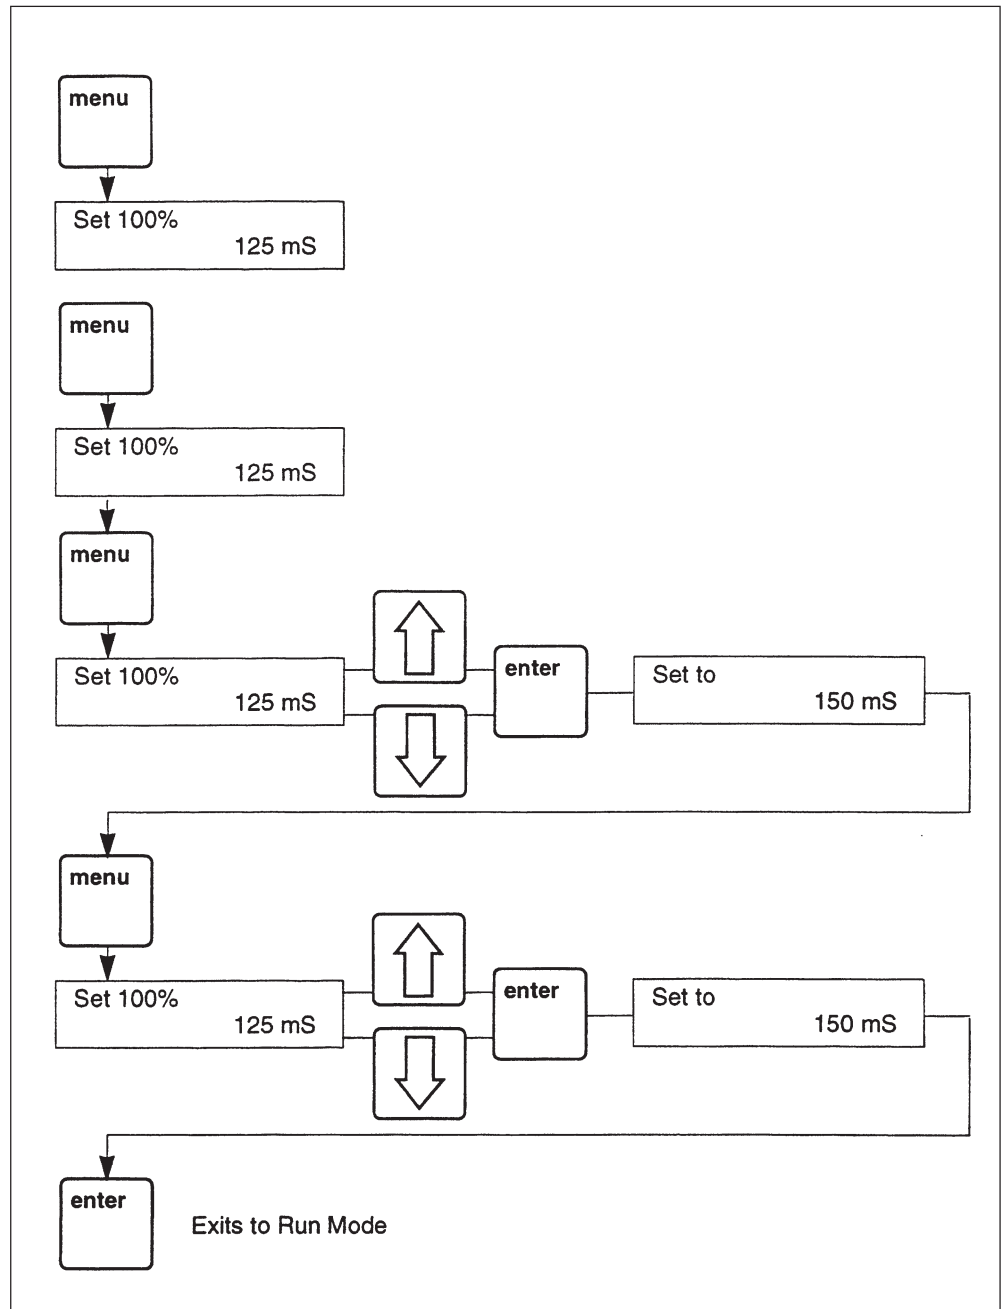 menu
Set 100%
125 mS
menu
Set 100%
125 mS
menu
Set 100%
125 mS
enter
Set to
150 mS
menu
Set 100%
125 mS
enter
Set to
150 mS
enter
Exits to Run Mode